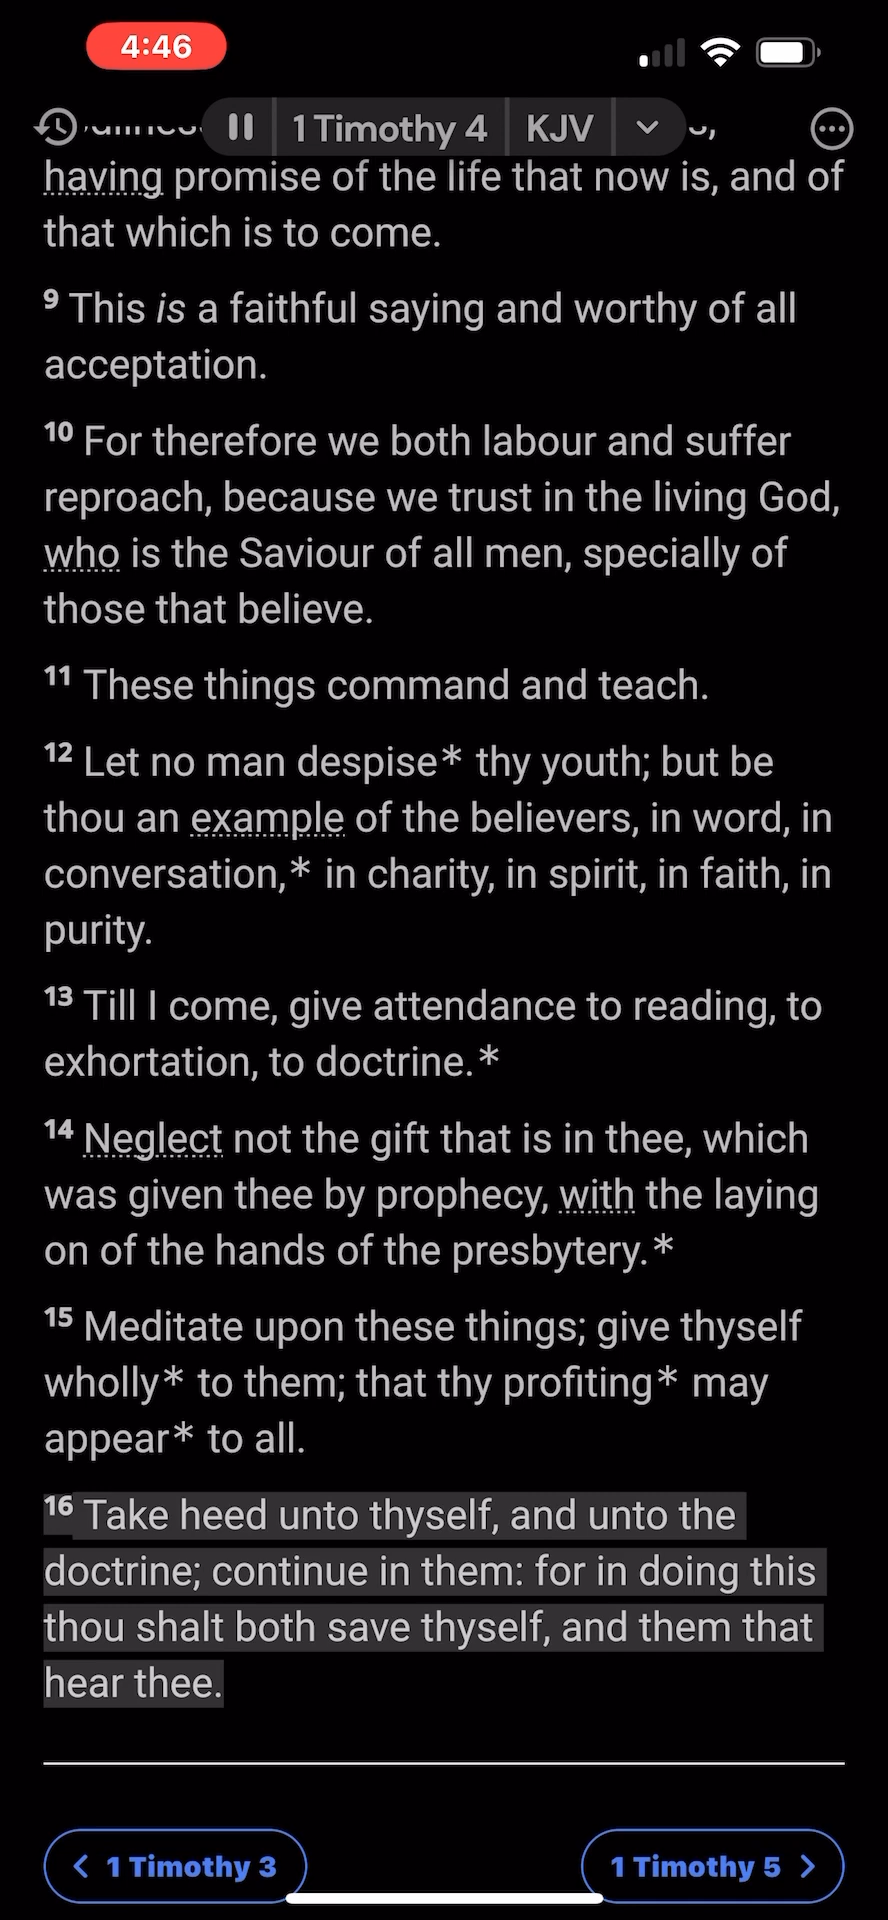 4:46
1 Timothy 4 KJV
having promise of the life that now is, and of
that which is to come.
9 This is a faithful saying and worthy of all
acceptation.
10 For therefore we both labour and suffer
reproach, because we trust in the living God,
who is the Saviour of all men, specially of
those that believe.
11 These things command and teach.
12 Let no man despise* thy youth; but be
thou an example of the believers, in word, in
conversation,* in charity, in spirit, in faith, in
purity.
13 Till I come, give attendance to reading, to
exhortation, to doctrine.*
14 Neglect not the gift that is in thee, which
was given thee by prophecy, with the laying
on of the hands of the presbytery.*
15 Meditate upon these things; give thyself
wholly* to them; that thy profiting* may
appear* to all.
16 Take heed unto thyself, and unto the
doctrine; continue in them: for in doing this
thou shalt both save thyself, and them that
hear thee.
1 Timothy 3
1 Timothy 5